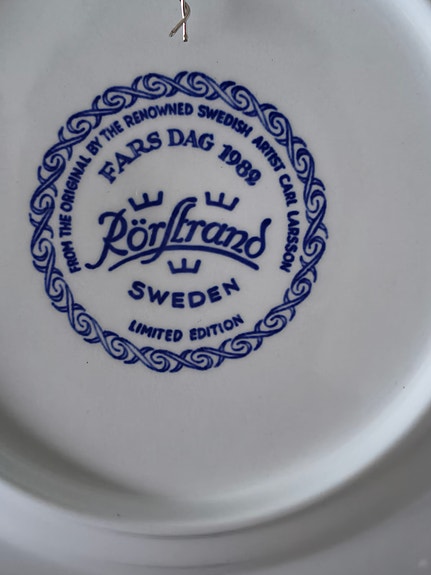 FROM THE ORIGINAL BY THE RENOWNED SWEDISH ARTIST CARL LARSSON
FARS DAG 1982
Rörstrand
SWEDEN
LIMITED EDITION